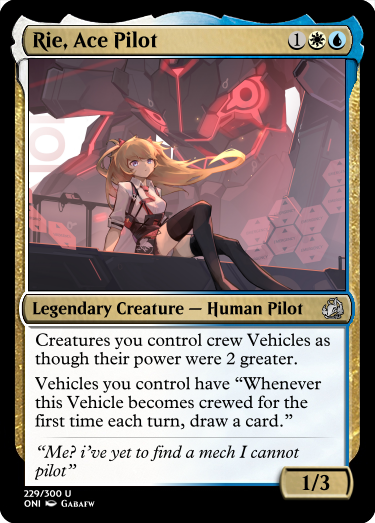 Rie, Ace Pilot 1
Legendary Creature — Human Pilot
Creatures you control crew Vehicles as
though their power were 2 greater.
Vehicles you control have “Whenever
this Vehicle becomes crewed for the
first time each turn, draw a card.”
“Me? i’ve yet to find a mech I cannot
pilot”
1/3
229/300 U
ONI Gabafw